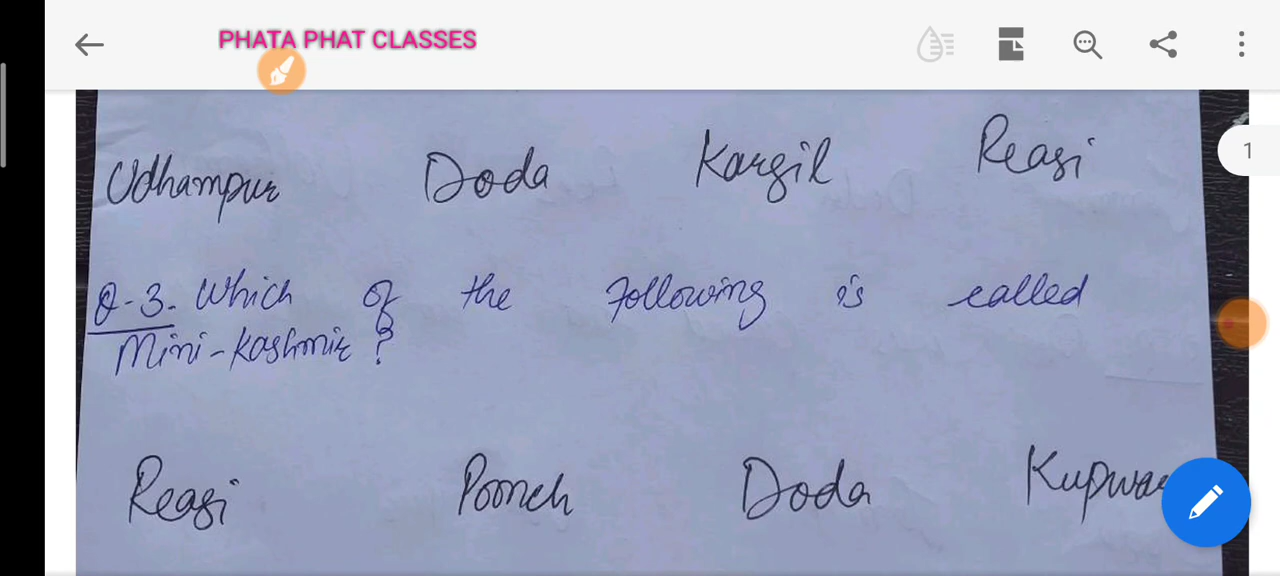 PHATA PHAT CLASSES
1
Udhampur Doda Kargil Reasi
Q-3. Which of the following is called
Mini-Kashmir?
Reasi Poonch Doda